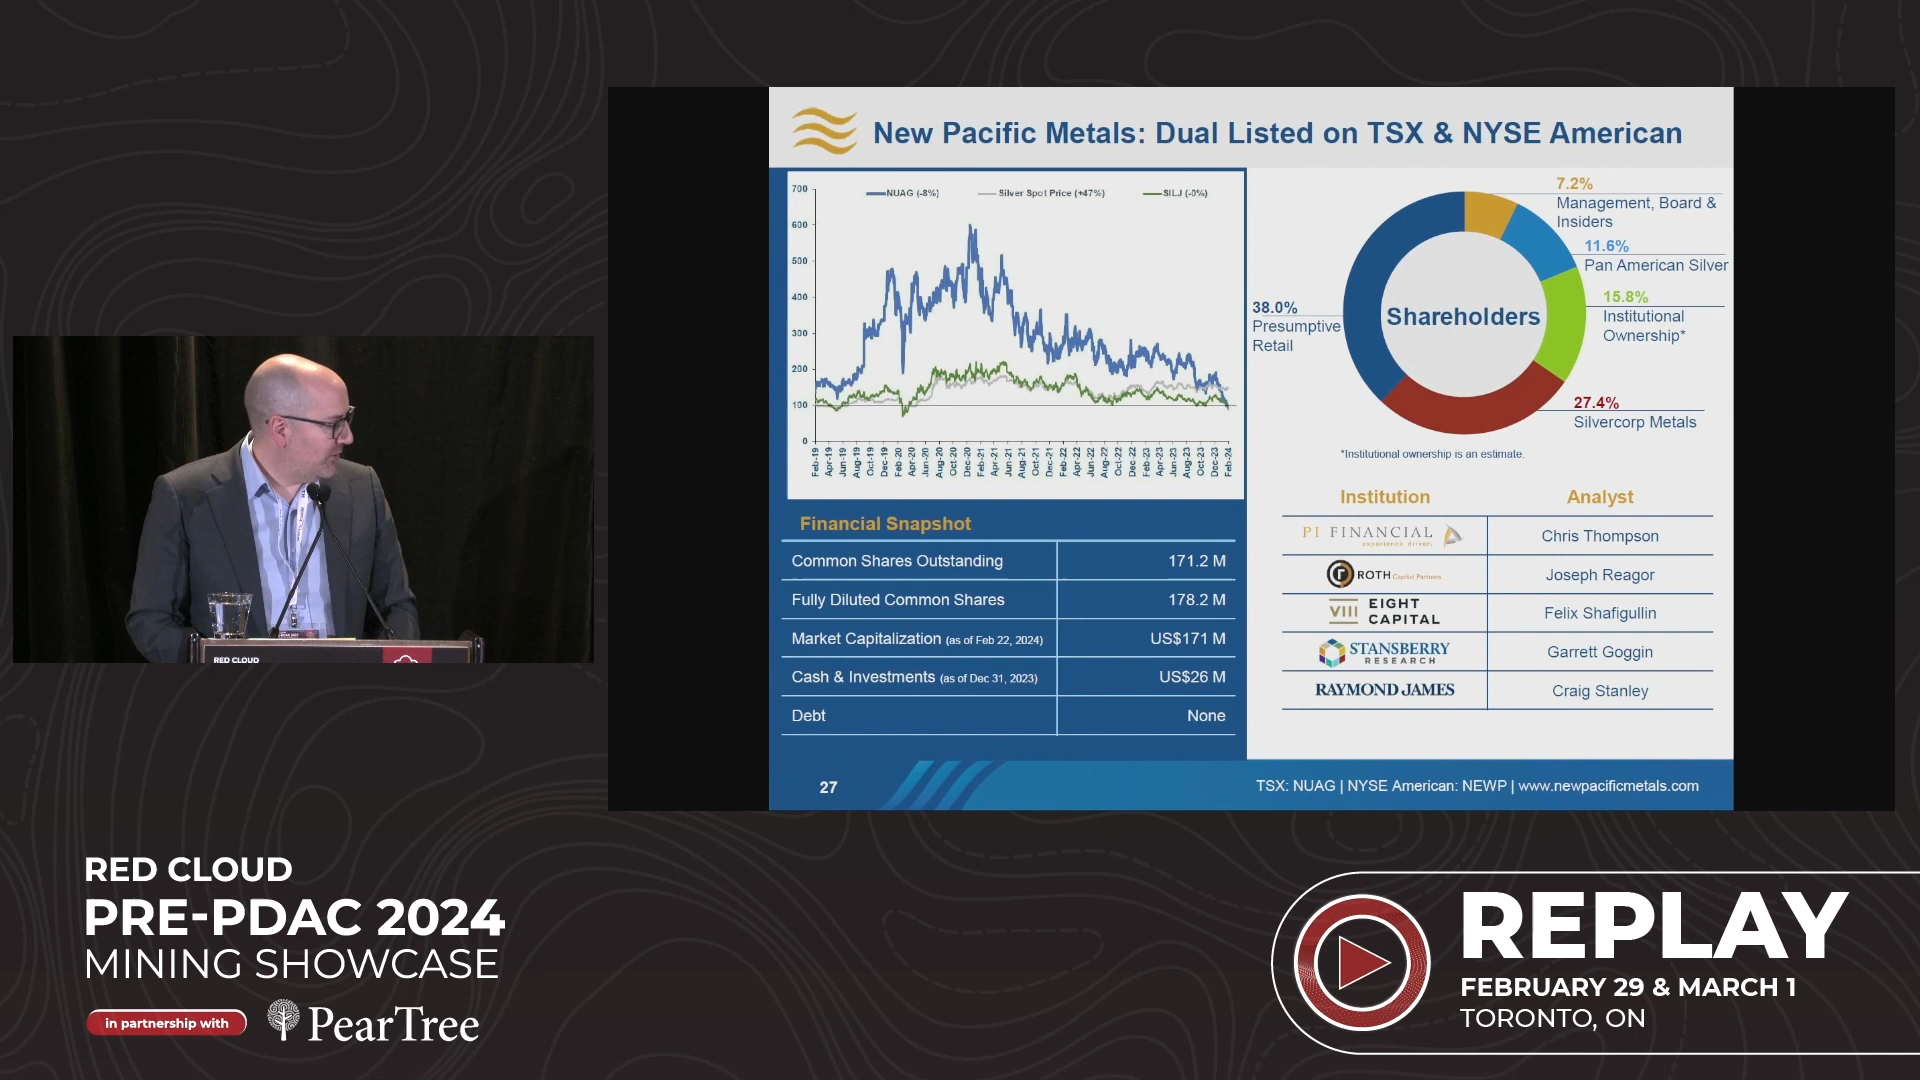 New Pacific Metals: Dual Listed on TSX & NYSE American
NUAG (-8%)
Silver Spot Price (+47%)
SILJ (-0%)
700
600
500
400
300
200
100
0
Feb-19
Apr-19
Jun-19
Aug-19
Oct-19
Dec-19
Feb-20
Apr-20
Jun-20
Aug-20
Oct-20
Dec-20
Feb-21
Apr-21
Jun-21
Aug-21
Oct-21
Dec-21
Feb-22
Apr-22
Jun-22
Aug-22
Oct-22
Dec-22
Feb-23
Apr-23
Jun-23
Aug-23
Oct-23
Dec-23
Feb-24
Shareholders
7.2%
Management, Board &
Insiders
11.6%
Pan American Silver
15.8%
Institutional
Ownership*
27.4%
Silvercorp Metals
38.0%
Presumptive
Retail
*Institutional ownership is an estimate.
Financial Snapshot
Common Shares Outstanding 171.2 M
Fully Diluted Common Shares 178.2 M
Market Capitalization (as of Feb 22, 2024) US$171 M
Cash & Investments (as of Dec 31, 2023) US$26 M
Debt None
Institution Analyst
PI FINANCIAL
experience. driven.
Chris Thompson
ROTH Capital Partners
Joseph Reagor
VIII EIGHT
CAPITAL
Felix Shafigullin
STANSBERRY
RESEARCH
Garrett Goggin
RAYMOND JAMES
Craig Stanley
27
TSX: NUAG | NYSE American: NEWP | www.newpacificmetals.com
RED CLOUD
RED CLOUD
PRE-PDAC 2024
MINING SHOWCASE
in partnership with
PearTree
REPLAY
FEBRUARY 29 & MARCH 1
TORONTO, ON